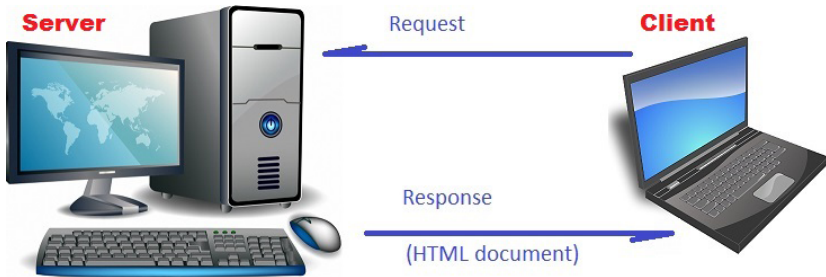 Server
Request
Client
Response
(HTML document)